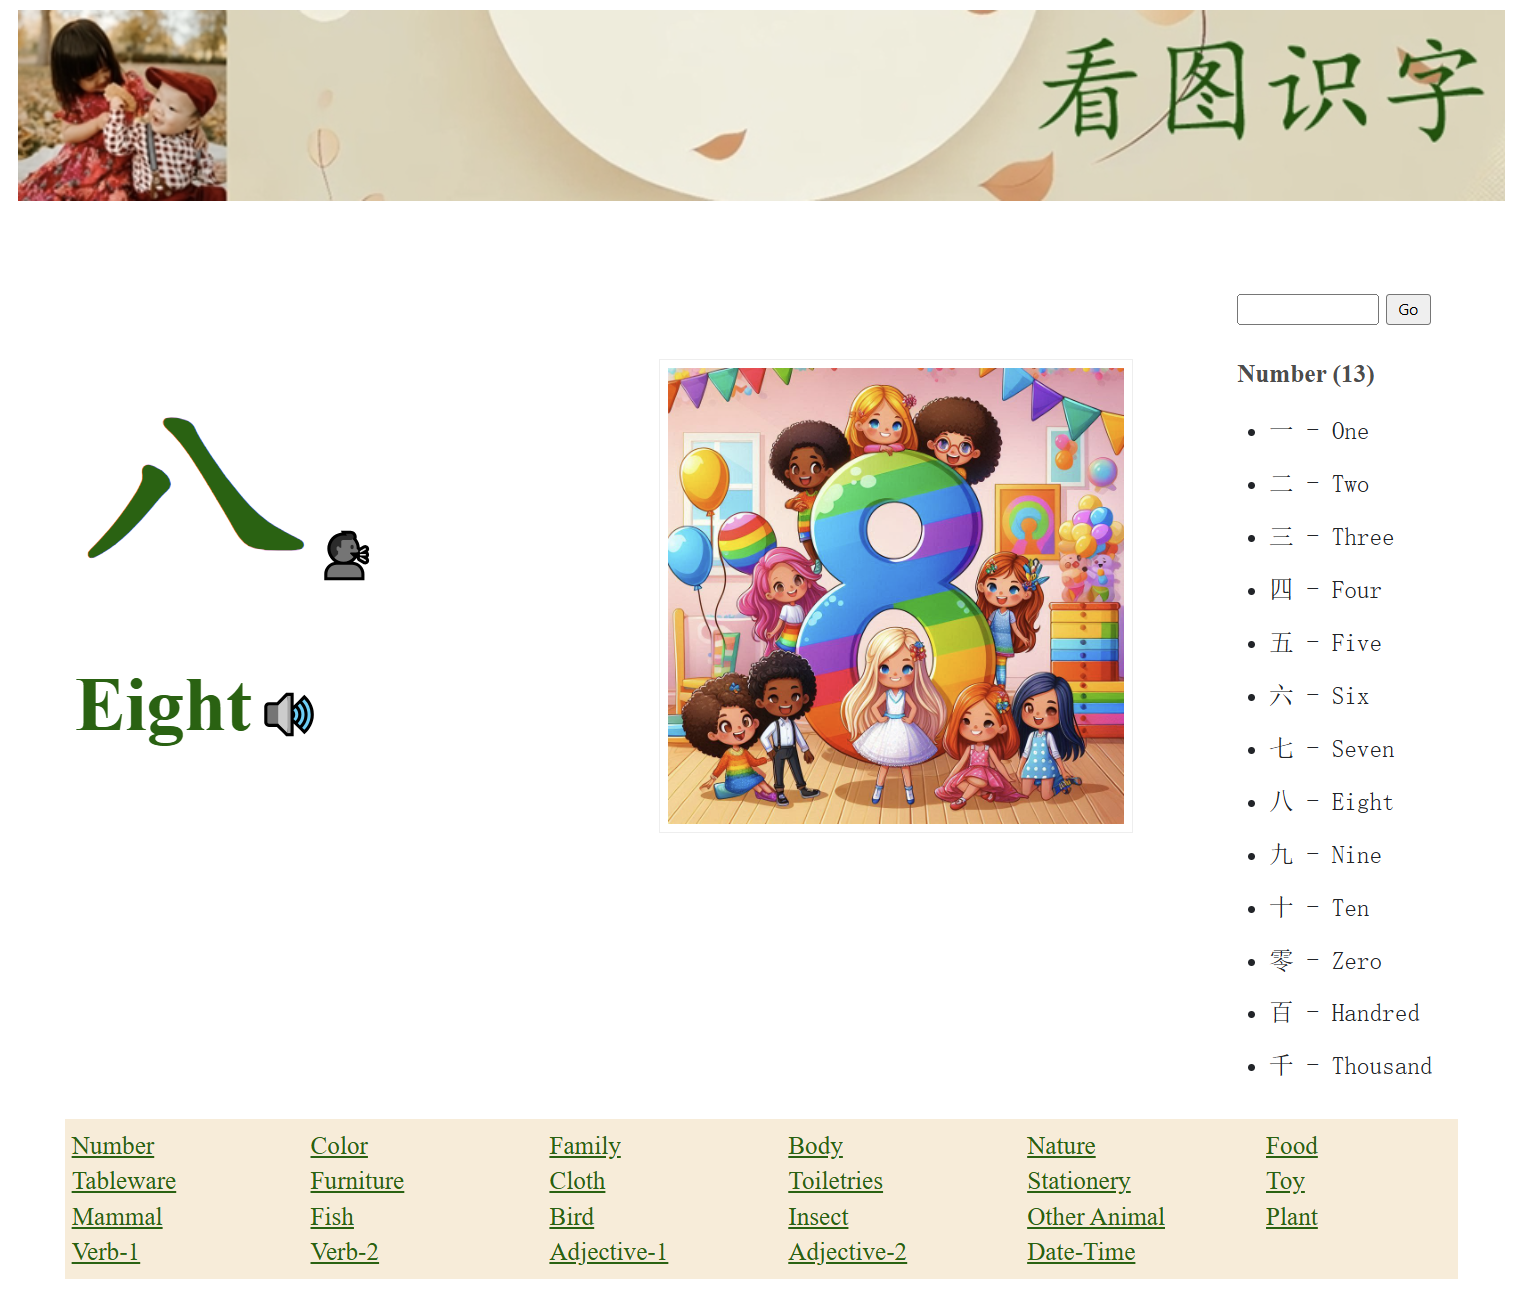 看图识字
Go
八
Eight
8
Number (13)
一 - One
二 - Two
三 - Three
四 - Four
五 - Five
六 - Six
七 - Seven
八 - Eight
九 - Nine
十 - Ten
零 - Zero
百 - Handred
千 - Thousand
Number Color Family Body Nature Food
Tableware Furniture Cloth Toiletries Stationery Toy
Mammal Fish Bird Insect Other Animal Plant
Verb-1 Verb-2 Adjective-1 Adjective-2 Date-Time